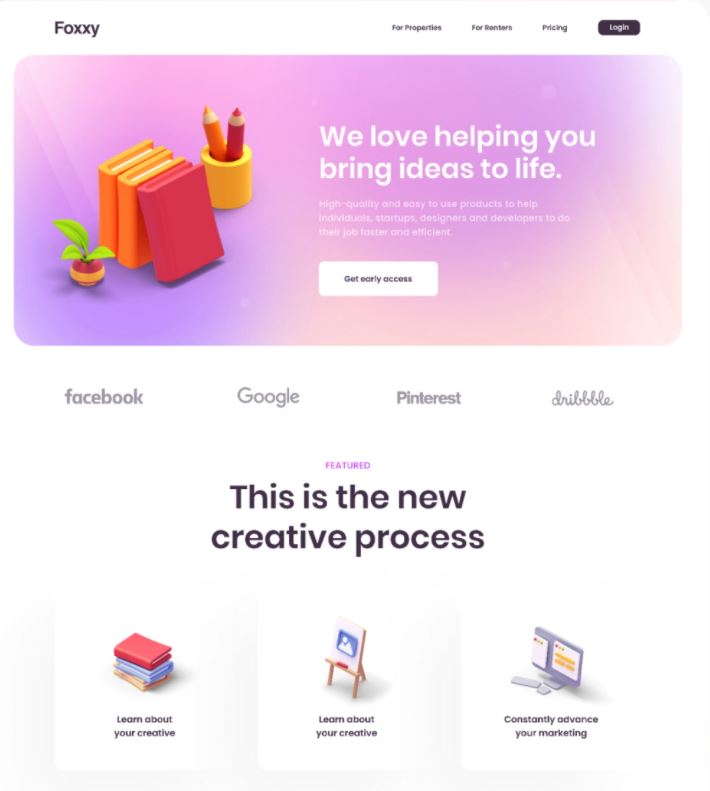 Foxxy
For Properties
For Renters
Pricing
Login
We love helping you
bring ideas to life.
High-quality and easy to use products to help
individuals, startups, designers and developers to do
their job faster and efficient.
Get early access
facebook
Google
Pinterest
dribbble
FEATURED
This is the new
creative process
Learn about
your creative
Learn about
your creative
Constantly advance
your marketing